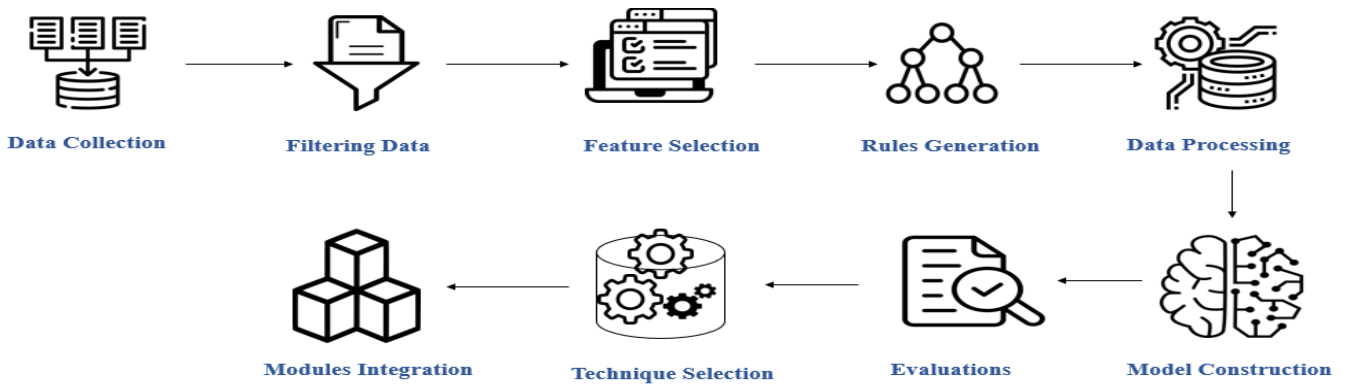 Data Collection
Filtering Data
Feature Selection
Rules Generation
Data Processing
Model Construction
Evaluations
Technique Selection
Modules Integration